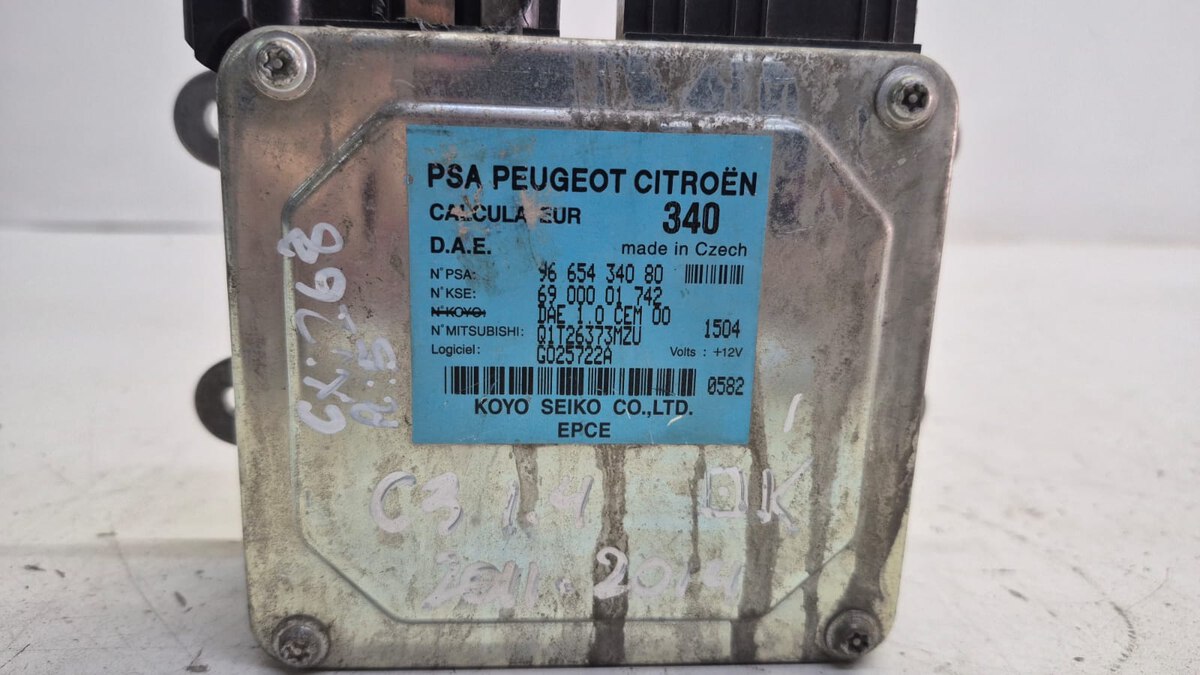 PSA PEUGEOT CITROËN
CALCULATEUR 340
D.A.E. made in Czech
N° PSA: 96 654 340 80
N° KSE: 69 000 01 742
N° KOYO: DAE 1.0 CEM 00
N° MITSUBISHI: Q1T26373MZU 1504
Logiciel: G025722A Volts : +12V
0582
KOYO SEIKO CO.,LTD.
EPCE
C3 1.4 OK
2011.2014